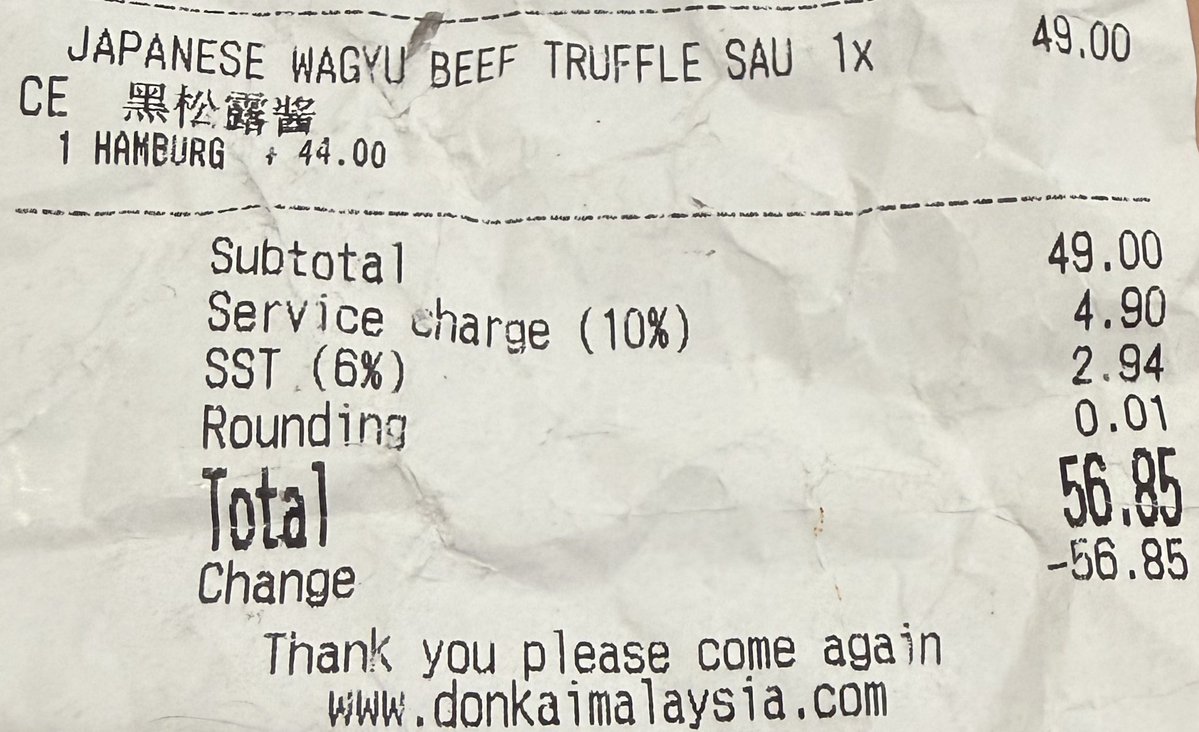 JAPANESE WAGYU BEEF TRUFFLE SAU 1X 49.00
CE 黑松露酱
1 HAMBURG + 44.00
Subtotal 49.00
Service charge (10%) 4.90
SST (6%) 2.94
Rounding 0.01
Total 56.85
Change -56.85
Thank you please come again
www.donkaimalaysia.com